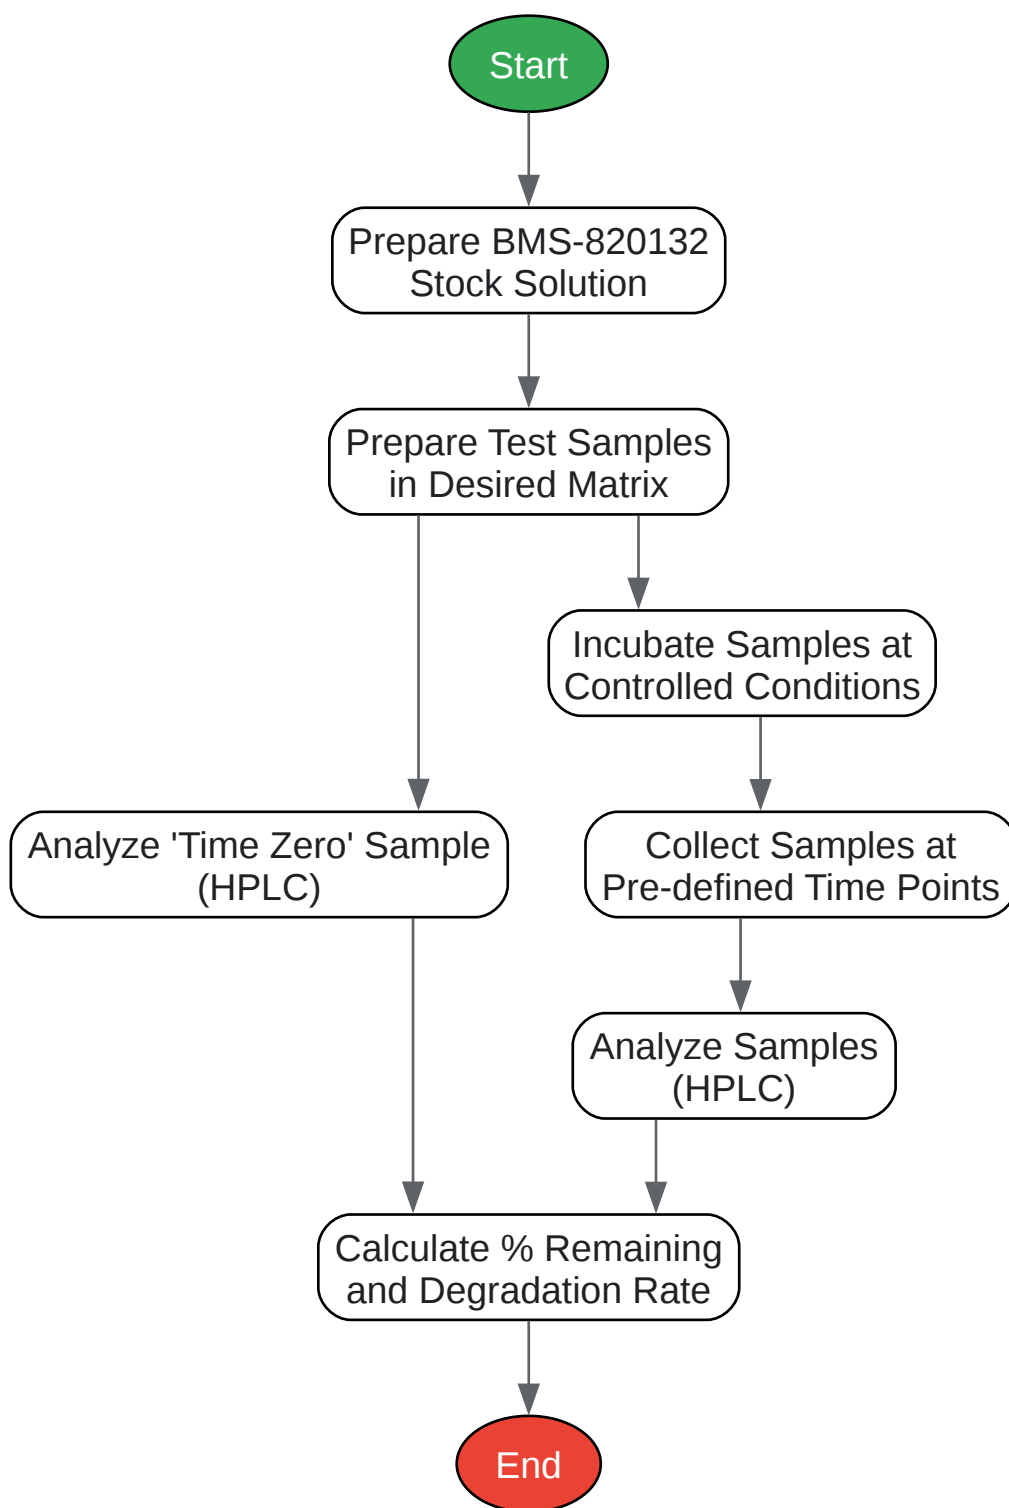 Start
Prepare BMS-820132
Stock Solution
Prepare Test Samples
in Desired Matrix
Incubate Samples at
Controlled Conditions
Analyze 'Time Zero' Sample
(HPLC)
Collect Samples at
Pre-defined Time Points
Analyze Samples
(HPLC)
Calculate % Remaining
and Degradation Rate
End